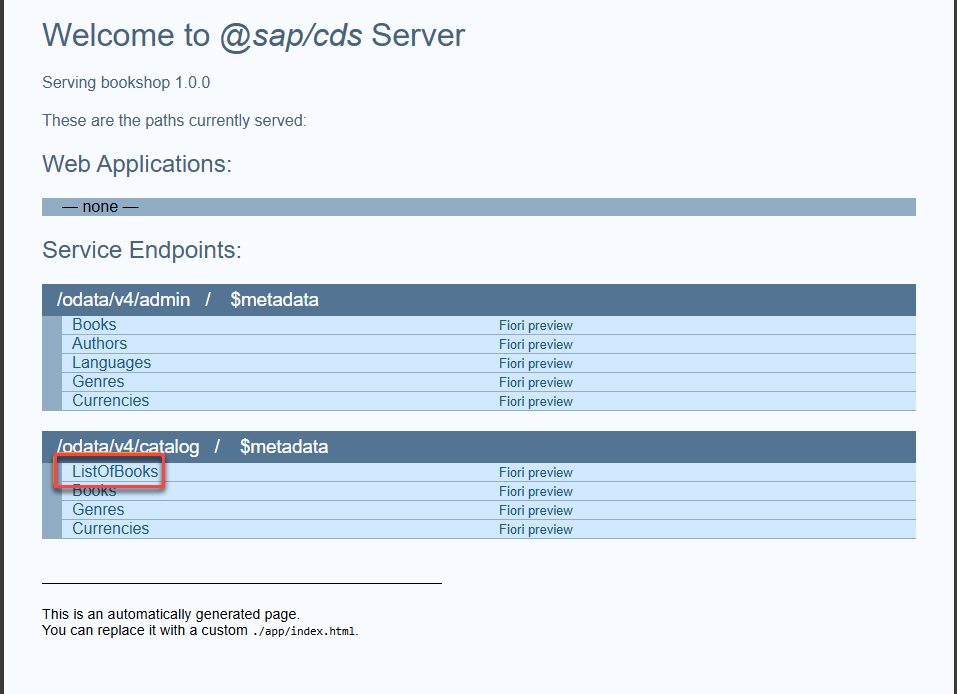 Welcome to @sap/cds Server
Serving bookshop 1.0.0
These are the paths currently served:
Web Applications:
— none —
Service Endpoints:
/odata/v4/admin / $metadata
Books Fiori preview
Authors Fiori preview
Languages Fiori preview
Genres Fiori preview
Currencies Fiori preview
/odata/v4/catalog / $metadata
ListOfBooks Fiori preview
Books Fiori preview
Genres Fiori preview
Currencies Fiori preview
This is an automatically generated page.
You can replace it with a custom ./app/index.html.